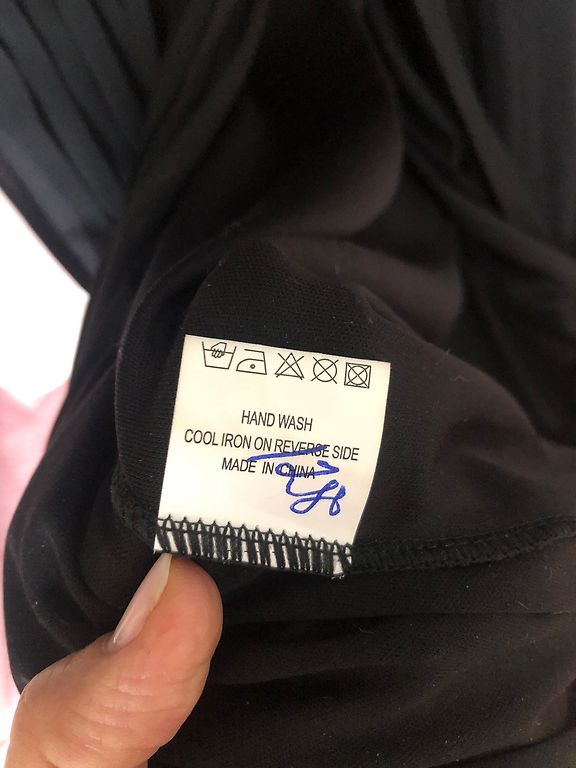 HAND WASH
COOL IRON ON REVERSE SIDE
MADE IN CHINA